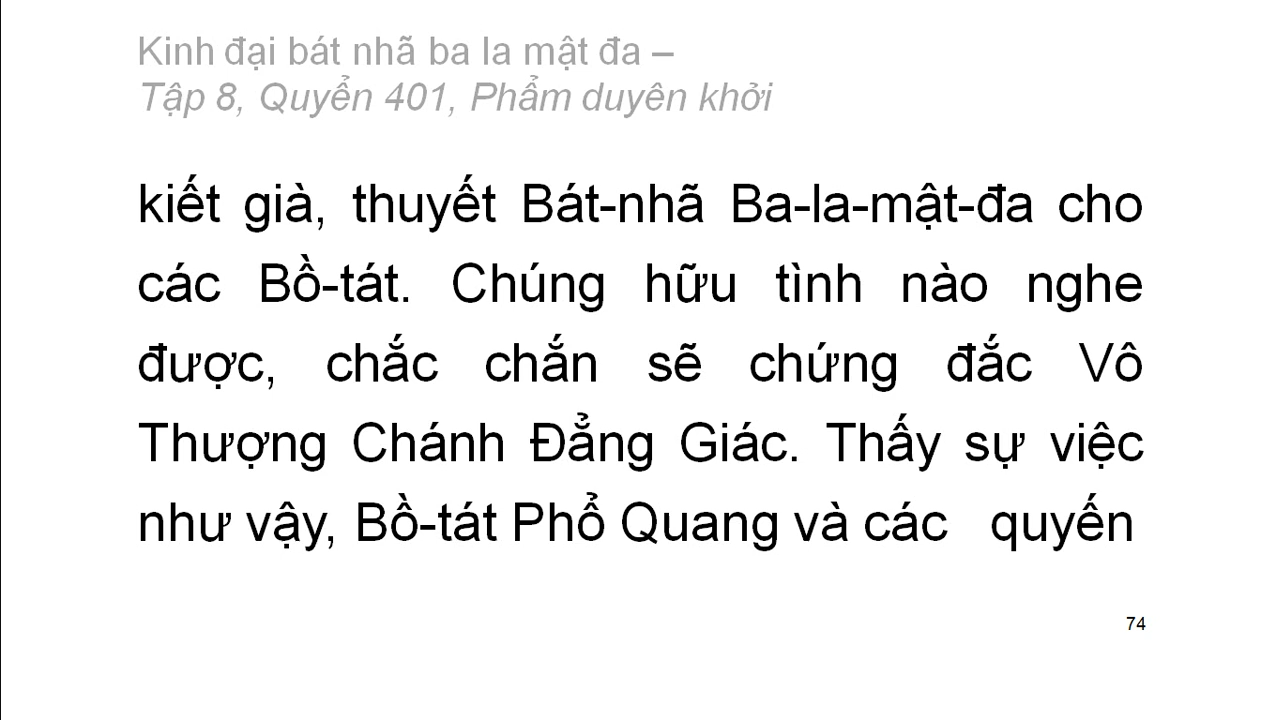 Kinh đại bát nhã ba la mật đa –
Tập 8, Quyển 401, Phẩm duyên khởi
kiết già, thuyết Bát-nhã Ba-la-mật-đa cho
các Bồ-tát. Chúng hữu tình nào nghe
được, chắc chắn sẽ chứng đắc Vô
Thượng Chánh Đẳng Giác. Thấy sự việc
như vậy, Bồ-tát Phổ Quang và các quyến
74